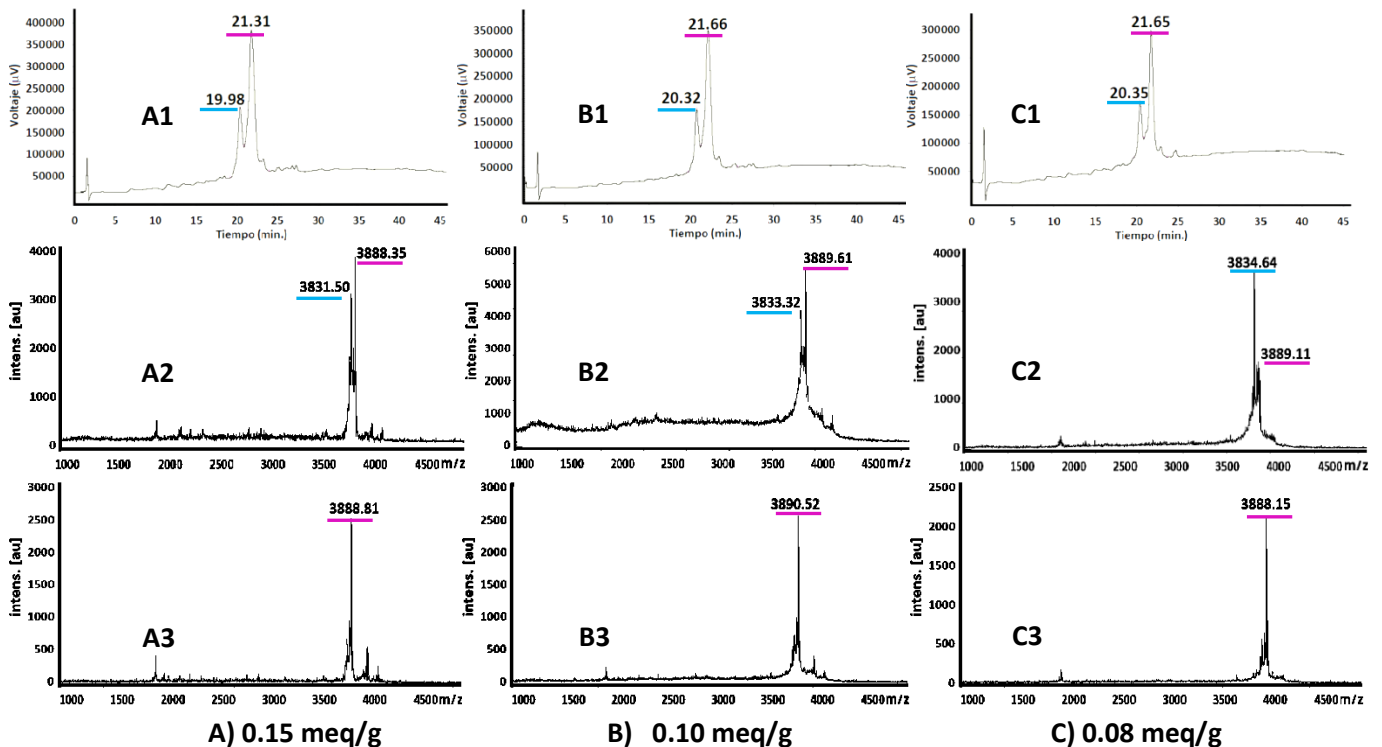 21.31
19.98
A1
Voltaje (µV)
400000
350000
300000
250000
200000
150000
100000
50000
0 5 10 15 20 25 30 35 40 45
Tiempo (min.)
21.66
20.32
B1
Voltaje (µV)
350000
300000
250000
200000
150000
100000
50000
0 5 10 15 20 25 30 35 40 45
Tiempo (min.)
21.65
20.35
C1
Voltaje (µV)
300000
250000
200000
150000
100000
50000
0 5 10 15 20 25 30 35 40 45
Tiempo (min.)
3888.35
3831.50
A2
intens. [au]
4000
3000
2000
1000
0
1000 1500 2000 2500 3000 3500 4000 4500 m/z
3889.61
3833.32
B2
intens. [au]
6000
5000
4000
3000
2000
1000
0
1000 1500 2000 2500 3000 3500 4000 4500 m/z
3834.64
3889.11
C2
intens. [au]
4000
3000
2000
1000
0
1000 1500 2000 2500 3000 3500 4000 4500 m/z
3888.81
A3
intens. [au]
3000
2500
2000
1500
1000
500
0
1000 1500 2000 2500 3000 3500 4000 4500 m/z
3890.52
B3
intens. [au]
3000
2500
2000
1500
1000
500
0
1000 1500 2000 2500 3000 3500 4000 4500 m/z
3888.15
C3
intens. [au]
2500
2000
1500
1000
500
0
1000 1500 2000 2500 3000 3500 4000 4500 m/z
A) 0.15 meq/g
B) 0.10 meq/g
C) 0.08 meq/g